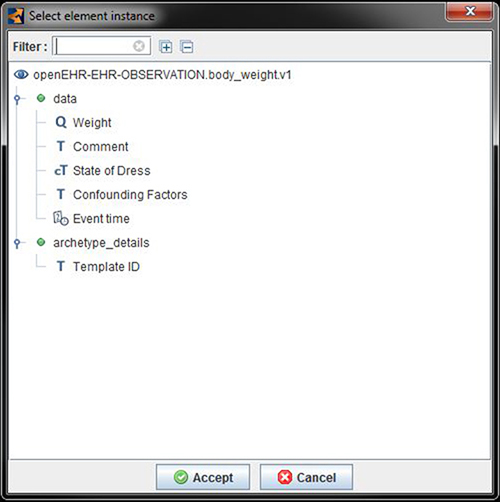 Select element instance
Filter :
openEHR-EHR-OBSERVATION.body_weight.v1
data
Q Weight
T Comment
cT State of Dress
T Confounding Factors
Event time
archetype_details
T Template ID
Accept Cancel